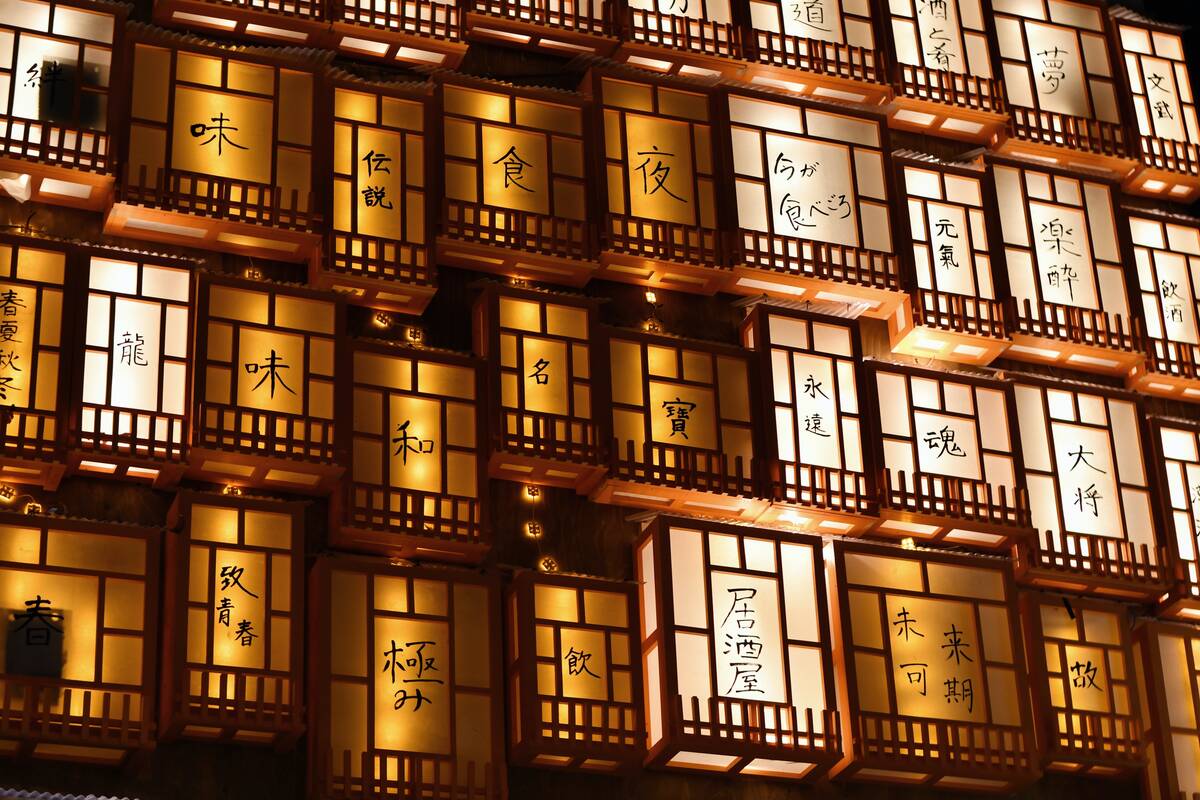 道
酒と肴
夢
文武
絆
味
伝説
食
夜
今が
食べごろ
元氣
楽酔
飲酒
春夏秋冬
龍
味
和
名
寶
永遠
魂
大将
春
致青春
極み
飲
居酒屋
未来
可期
故